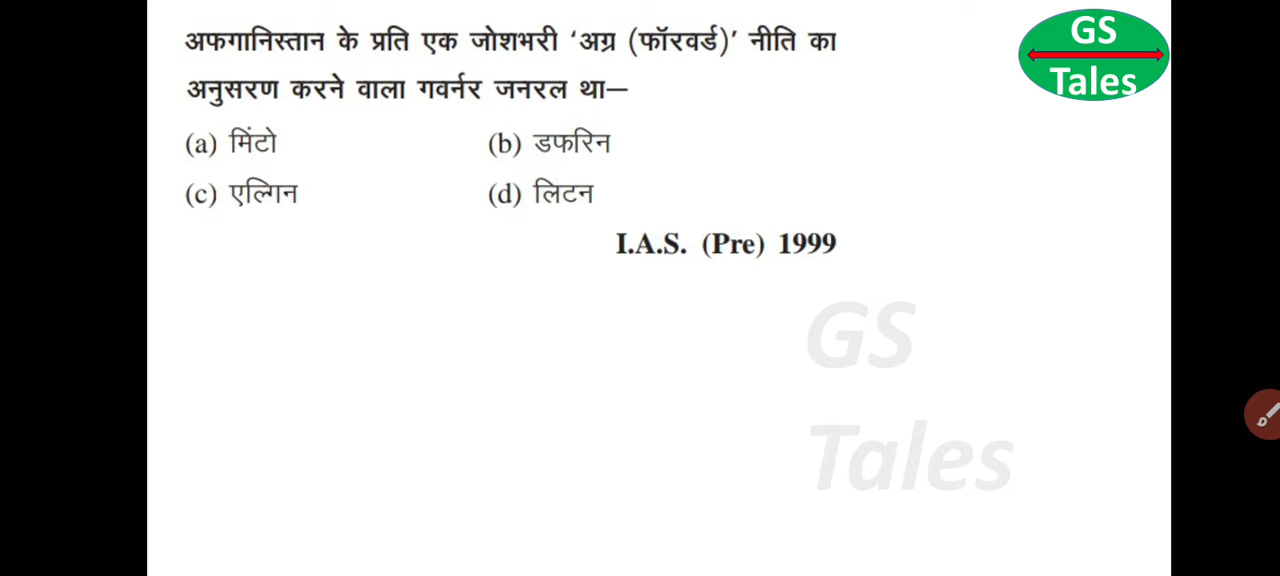 अफगानिस्तान के प्रति एक जोशभरी ‘अग्र (फॉरवर्ड)’ नीति का
अनुसरण करने वाला गवर्नर जनरल था—
(a) मिंटो (b) डफरिन
(c) एल्गिन (d) लिटन
I.A.S. (Pre) 1999
GS
Tales
GS
Tales